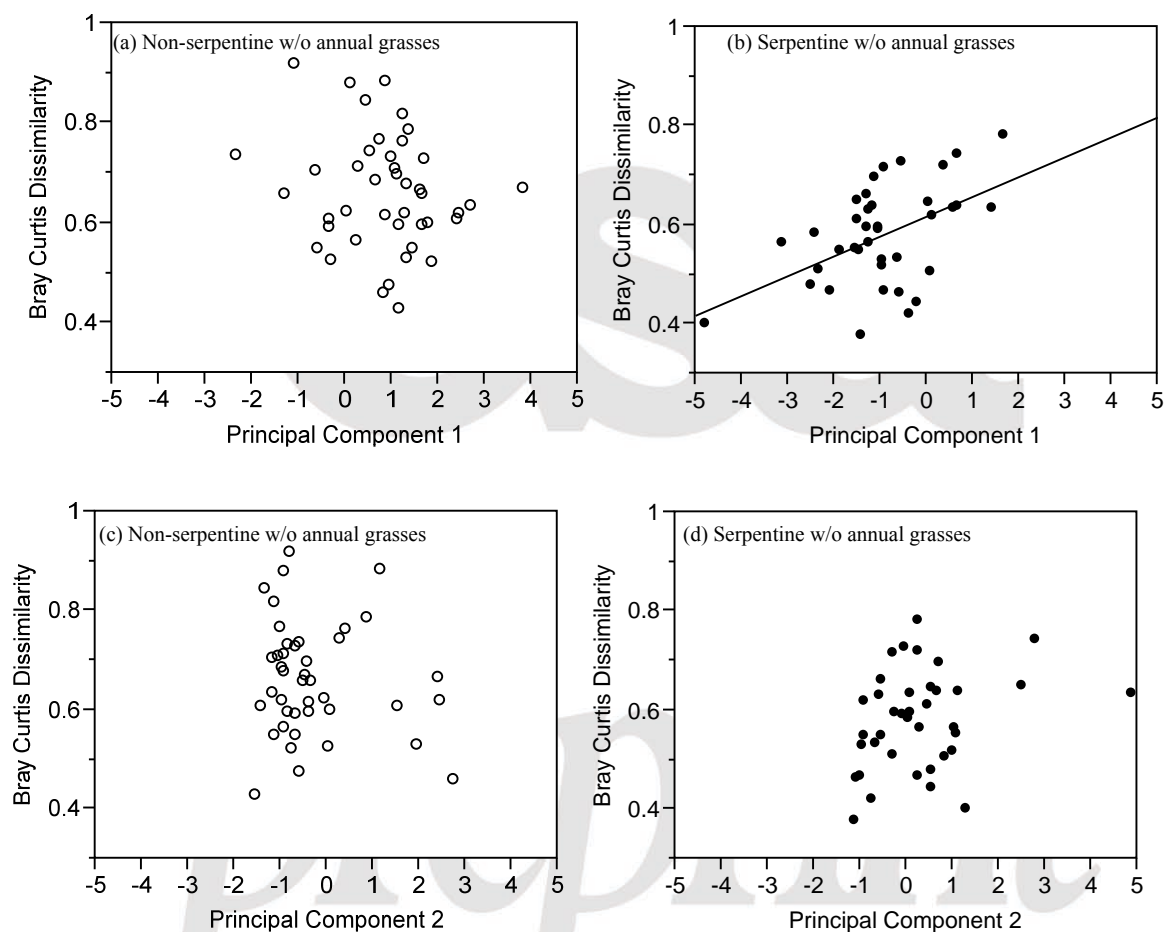 (a) Non-serpentine w/o annual grasses
Bray Curtis Dissimilarity
1
0.8
0.6
0.4
-5 -4 -3 -2 -1 0 1 2 3 4 5
Principal Component 1
(b) Serpentine w/o annual grasses
Bray Curtis Dissimilarity
1
0.8
0.6
0.4
-5 -4 -3 -2 -1 0 1 2 3 4 5
Principal Component 1
(c) Non-serpentine w/o annual grasses
Bray Curtis Dissimilarity
1
0.8
0.6
0.4
-5 -4 -3 -2 -1 0 1 2 3 4 5
Principal Component 2
(d) Serpentine w/o annual grasses
Bray Curtis Dissimilarity
1
0.8
0.6
0.4
-5 -4 -3 -2 -1 0 1 2 3 4 5
Principal Component 2